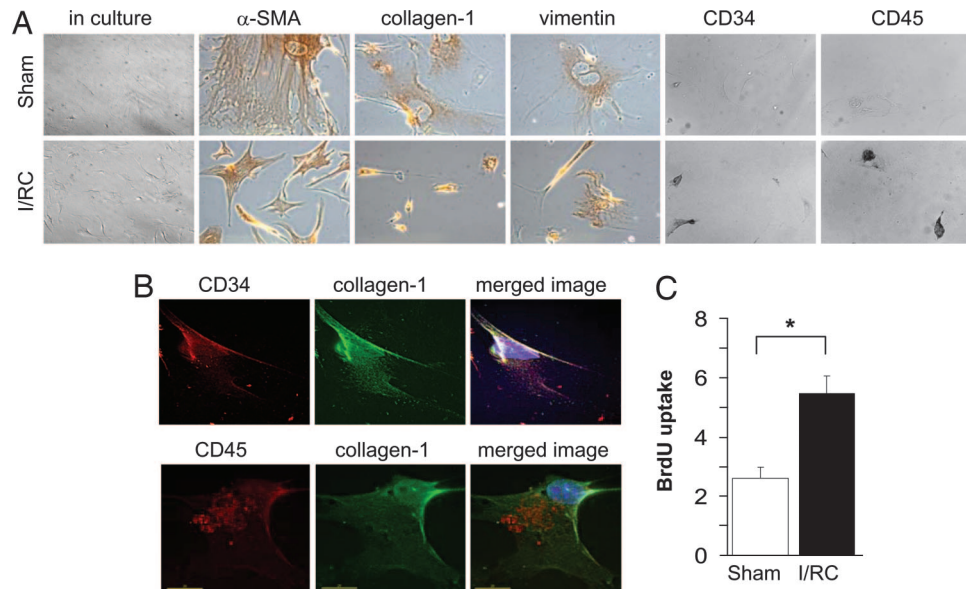 A
in culture
α-SMA
collagen-1
vimentin
CD34
CD45
Sham
I/RC
B
CD34
collagen-1
merged image
CD45
collagen-1
merged image
C
8
6
4
2
0
*
BrdU uptake
Sham
I/RC